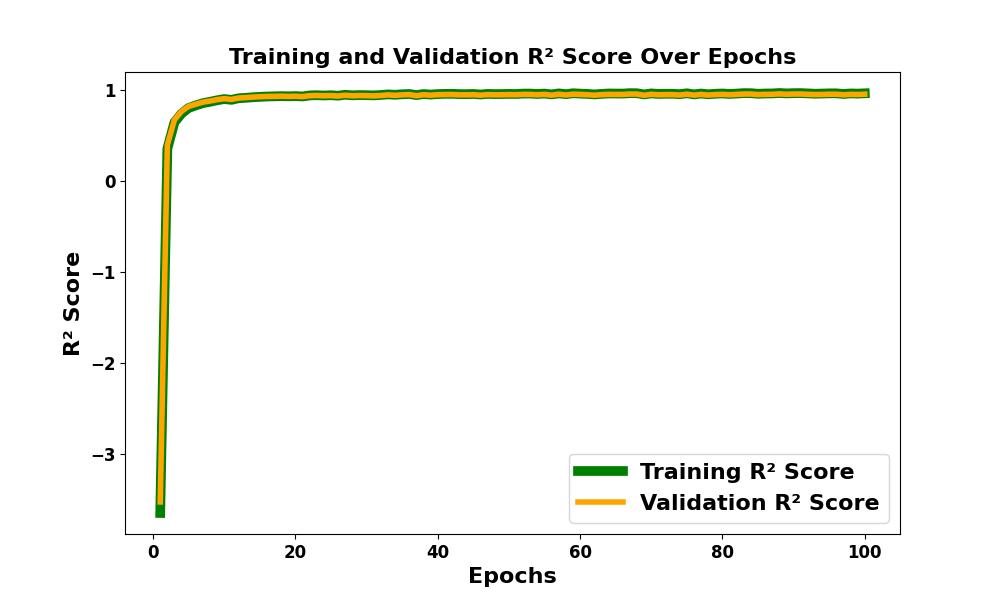 Training and Validation R² Score Over Epochs
R² Score
1
0
−1
−2
−3
Training R² Score
Validation R² Score
0 20 40 60 80 100
Epochs